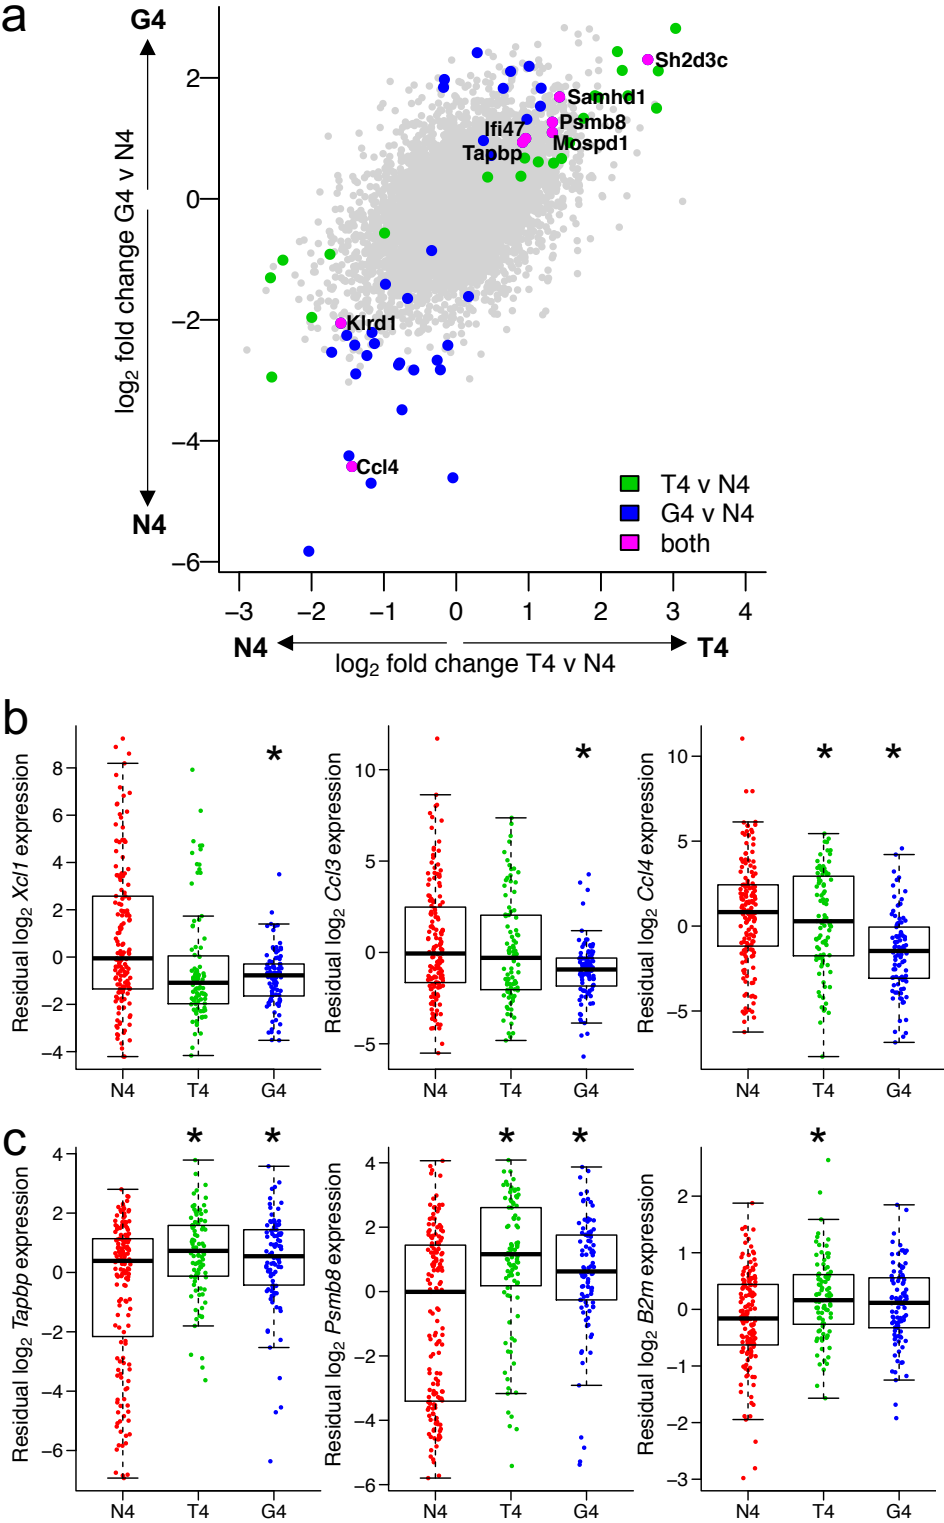 a
G4
log2 fold change G4 v N4
N4
2
0
−2
−4
−6
Sh2d3c
Samhd1
Psmb8
Mospd1
Ifi47
Tapbp
Klrd1
Ccl4
T4 v N4
G4 v N4
both
−3 −2 −1 0 1 2 3 4
N4 log2 fold change T4 v N4 T4
b
Residual log2 Xcl1 expression
8
6
4
2
0
−2
−4
*
N4 T4 G4
Residual log2 Ccl3 expression
10
5
0
−5
*
N4 T4 G4
Residual log2 Ccl4 expression
10
5
0
−5
* *
N4 T4 G4
c
Residual log2 Tapbp expression
4
2
0
−2
−4
−6
* *
N4 T4 G4
Residual log2 Psmb8 expression
4
2
0
−2
−4
−6
* *
N4 T4 G4
Residual log2 B2m expression
2
1
0
−1
−2
−3
*
N4 T4 G4